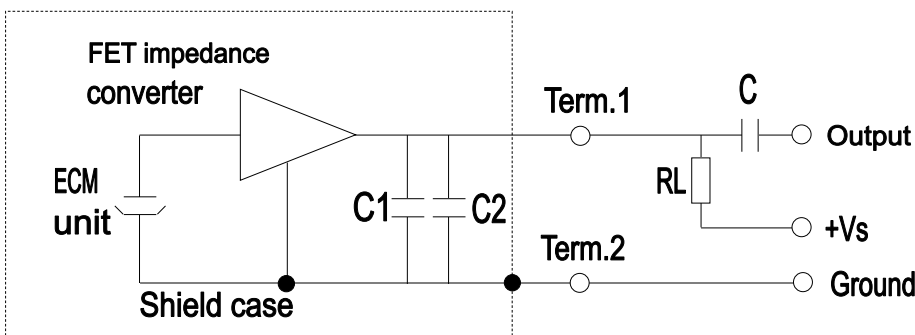 FET impedance
converter
Term.1
C
Output
ECM
unit
C1
C2
RL
+Vs
Term.2
Shield case
Ground